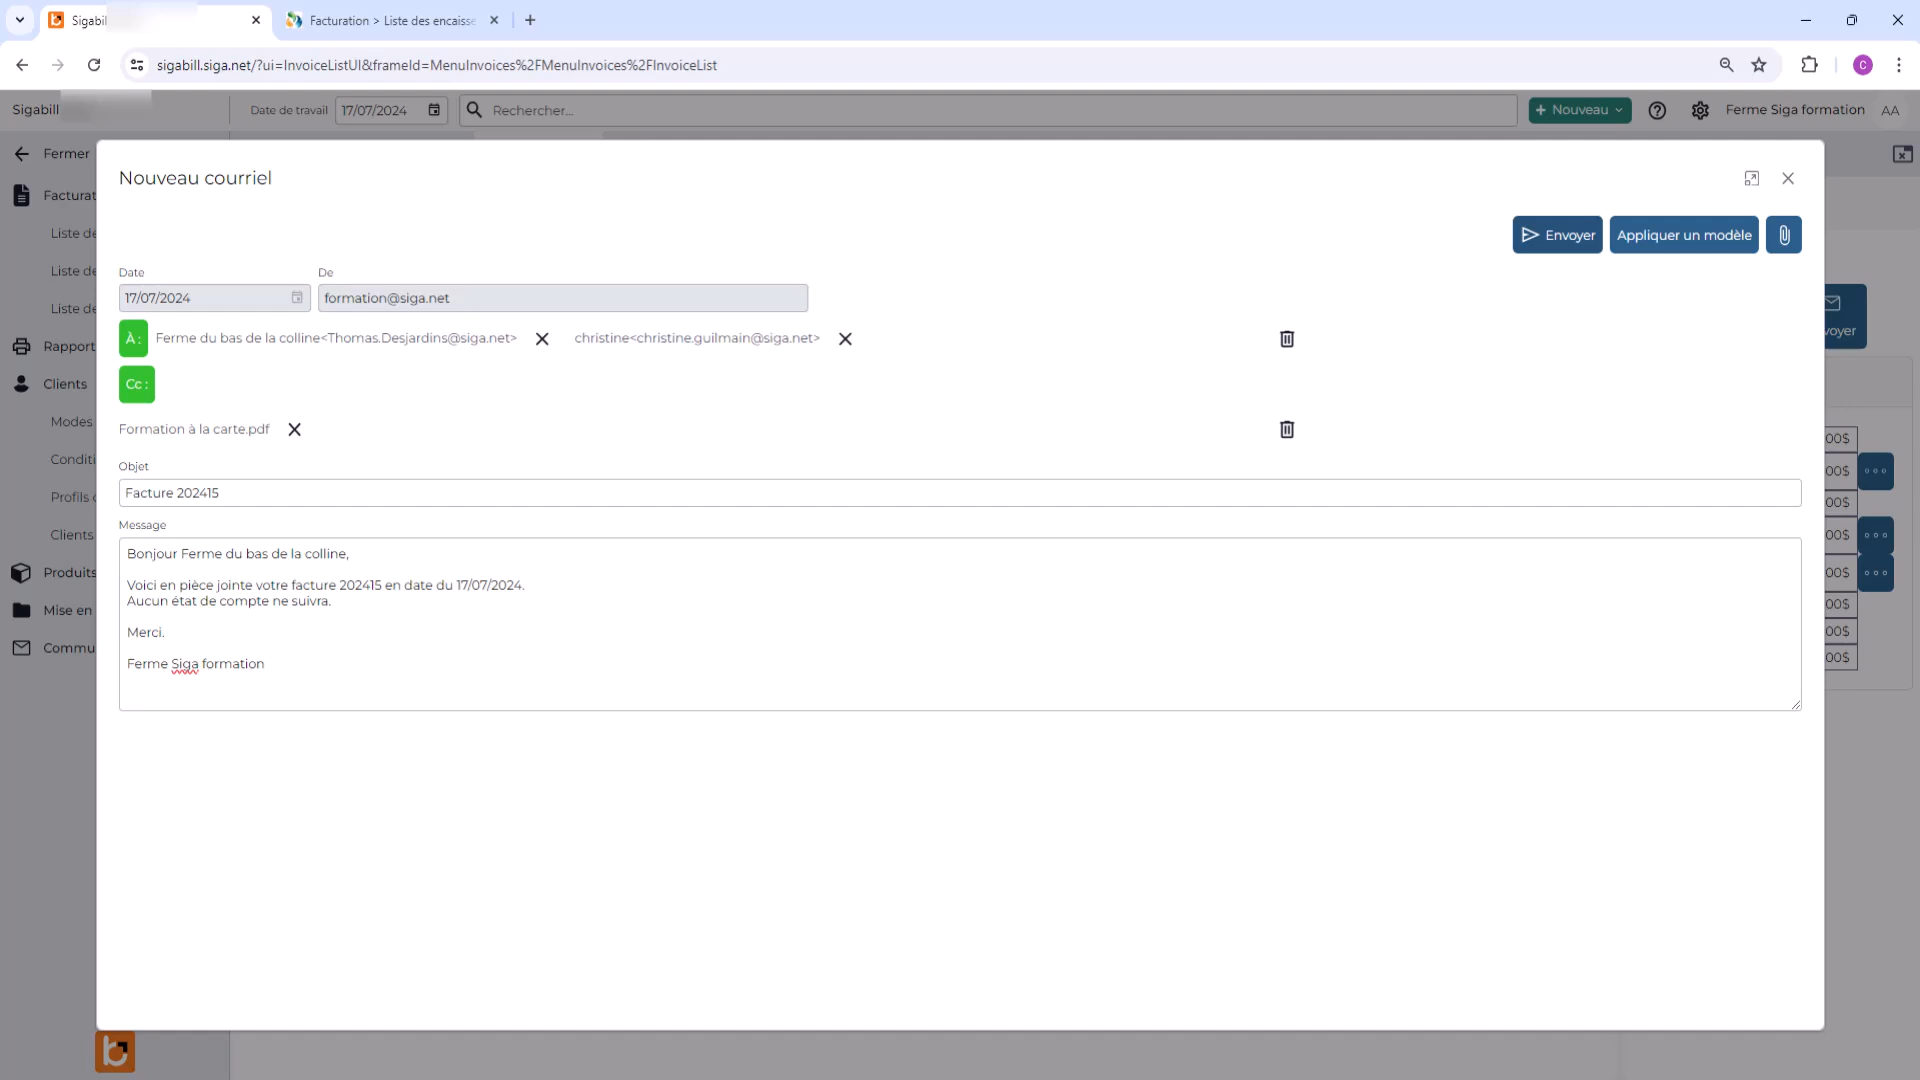 Sigabil
Facturation > Liste des encaisse
sigabill.siga.net/?ui=InvoiceListUI&frameId=MenuInvoices%2FMenuInvoices%2FInvoiceList
C
Sigabill
Date de travail
17/07/2024
Rechercher...
+ Nouveau
Ferme Siga formation
AA
Fermer
Facturat
Liste de
Liste de
Liste de
Rapport
Clients
Modes
Conditi
Profils
Clients
Produits
Mise en
Commu
Nouveau courriel
Envoyer
Appliquer un modèle
Date
De
17/07/2024
formation@siga.net
À :
Ferme du bas de la colline<Thomas.Desjardins@siga.net>
christine<christine.guilmain@siga.net>
Cc :
Formation à la carte.pdf
Objet
Facture 202415
Message
Bonjour Ferme du bas de la colline,
Voici en pièce jointe votre facture 202415 en date du 17/07/2024.
Aucun état de compte ne suivra.
Merci.
Ferme Siga formation
voyer
00$
00$
00$
00$
00$
00$
00$
00$